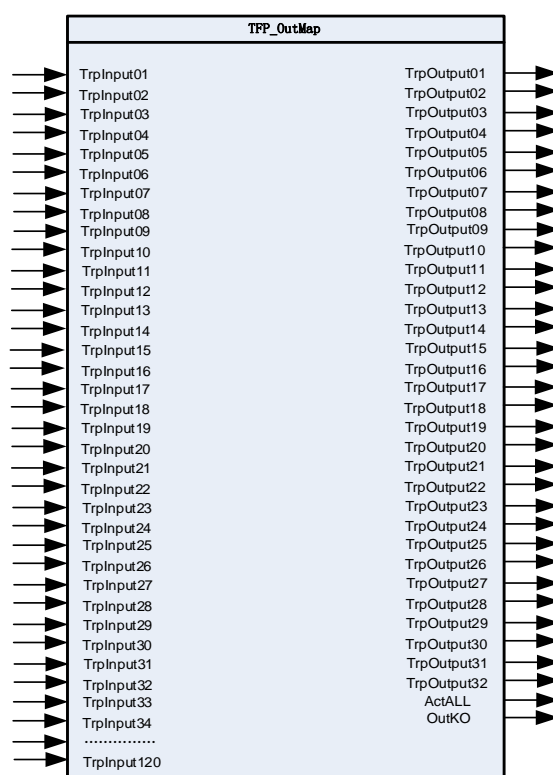 TFP_OutMap
TrpInput01 TrpOutput01
TrpInput02 TrpOutput02
TrpInput03 TrpOutput03
TrpInput04 TrpOutput04
TrpInput05 TrpOutput05
TrpInput06 TrpOutput06
TrpInput07 TrpOutput07
TrpInput08 TrpOutput08
TrpInput09 TrpOutput09
TrpInput10 TrpOutput10
TrpInput11 TrpOutput11
TrpInput12 TrpOutput12
TrpInput13 TrpOutput13
TrpInput14 TrpOutput14
TrpInput15 TrpOutput15
TrpInput16 TrpOutput16
TrpInput17 TrpOutput17
TrpInput18 TrpOutput18
TrpInput19 TrpOutput19
TrpInput20 TrpOutput20
TrpInput21 TrpOutput21
TrpInput22 TrpOutput22
TrpInput23 TrpOutput23
TrpInput24 TrpOutput24
TrpInput25 TrpOutput25
TrpInput26 TrpOutput26
TrpInput27 TrpOutput27
TrpInput28 TrpOutput28
TrpInput29 TrpOutput29
TrpInput30 TrpOutput30
TrpInput31 TrpOutput31
TrpInput32 TrpOutput32
TrpInput33 ActALL
TrpInput34 OutKO
...............
TrpInput120